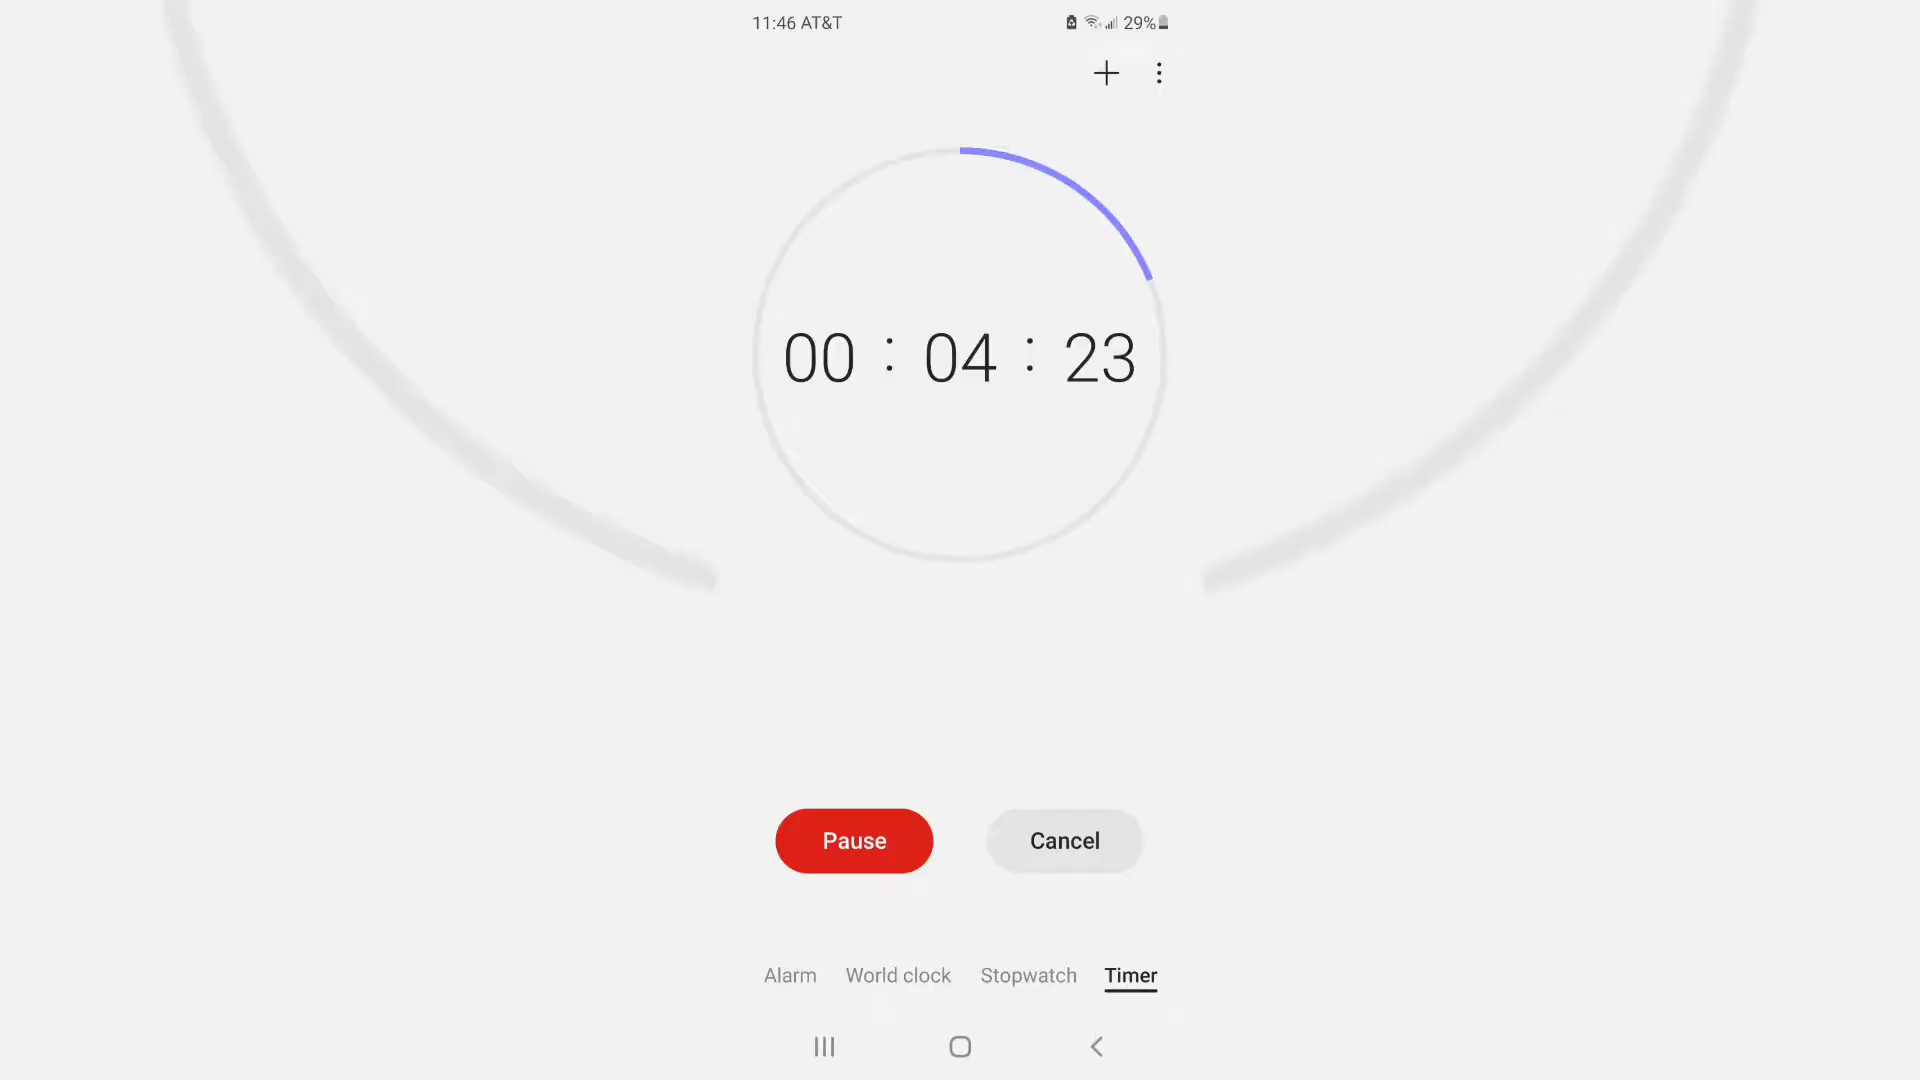 11:46 AT&T 29%
00 : 04 : 23
Pause Cancel
Alarm World clock Stopwatch Timer